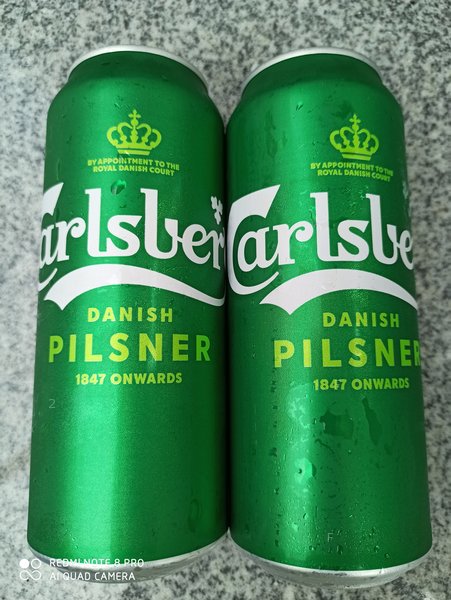 BY APPOINTMENT TO THE
ROYAL DANISH COURT
Carlsber
DANISH
PILSNER
1847 ONWARDS
2
BY APPOINTMENT TO THE
ROYAL DANISH COURT
Carlsbe
DANISH
PILSNER
1847 ONWARDS
F
REDMI NOTE 8 PRO
AI QUAD CAMERA